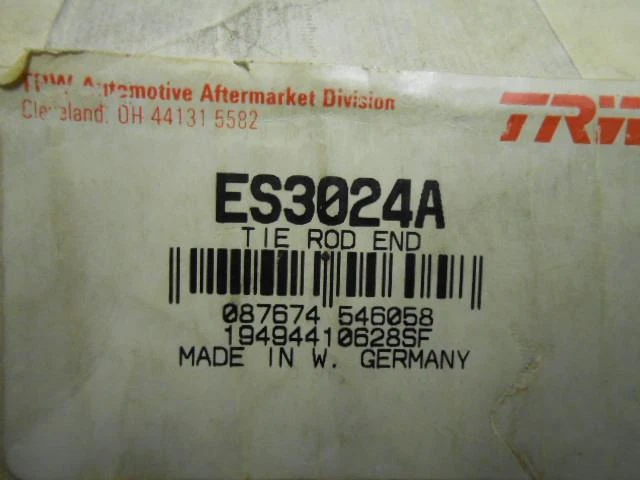 TRW Automotive Aftermarket Division
Cleveland, OH 44131 5582
TRW
ES3024A
TIE ROD END
087674 546058
19494410628SF
MADE IN W. GERMANY